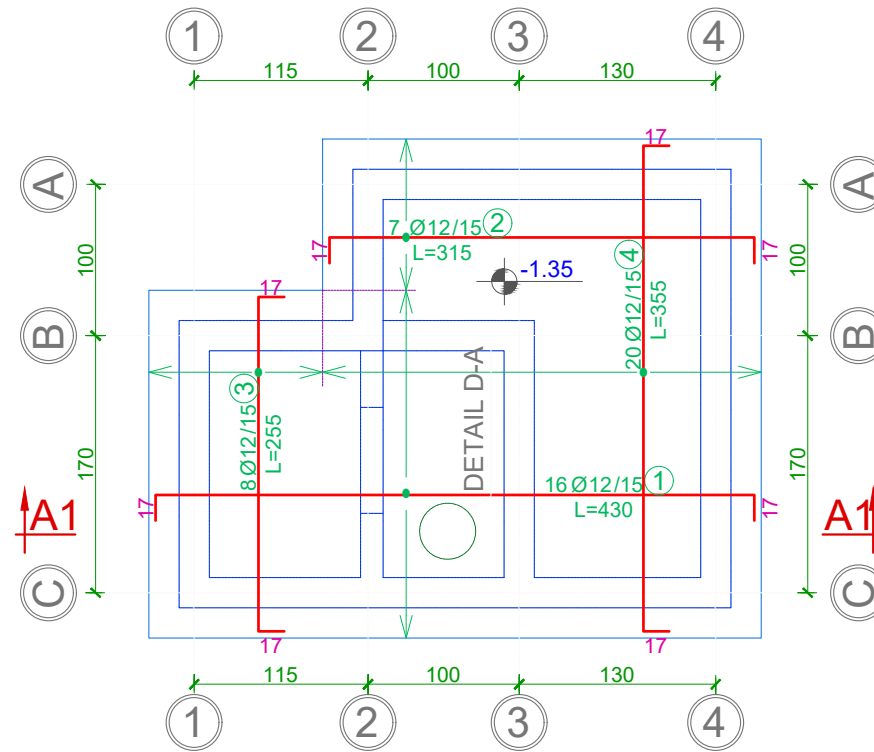 1 2 3 4
115 100 130
17
A A
7 Ø12/15 2
17 17
L=315
100 100
4
-1.35
20 Ø12/15
L=355
17
B B
3
8 Ø12/15
L=255
DETAIL D-A
170 170
16 Ø12/15 1
L=430
17 17
A1 A1
C C
17 17
115 100 130
1 2 3 4